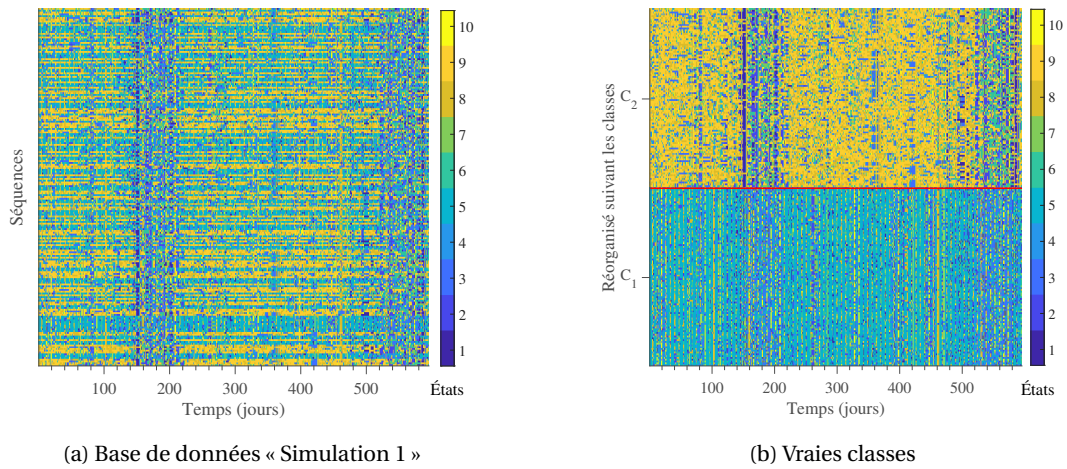 10
9
8
7
6
5
4
3
2
1
États
Séquences
100 200 300 400 500
Temps (jours)
(a) Base de données « Simulation 1 »
10
9
8
7
6
5
4
3
2
1
États
Réorganisé suivant les classes
C2
C1
100 200 300 400 500
Temps (jours)
(b) Vraies classes